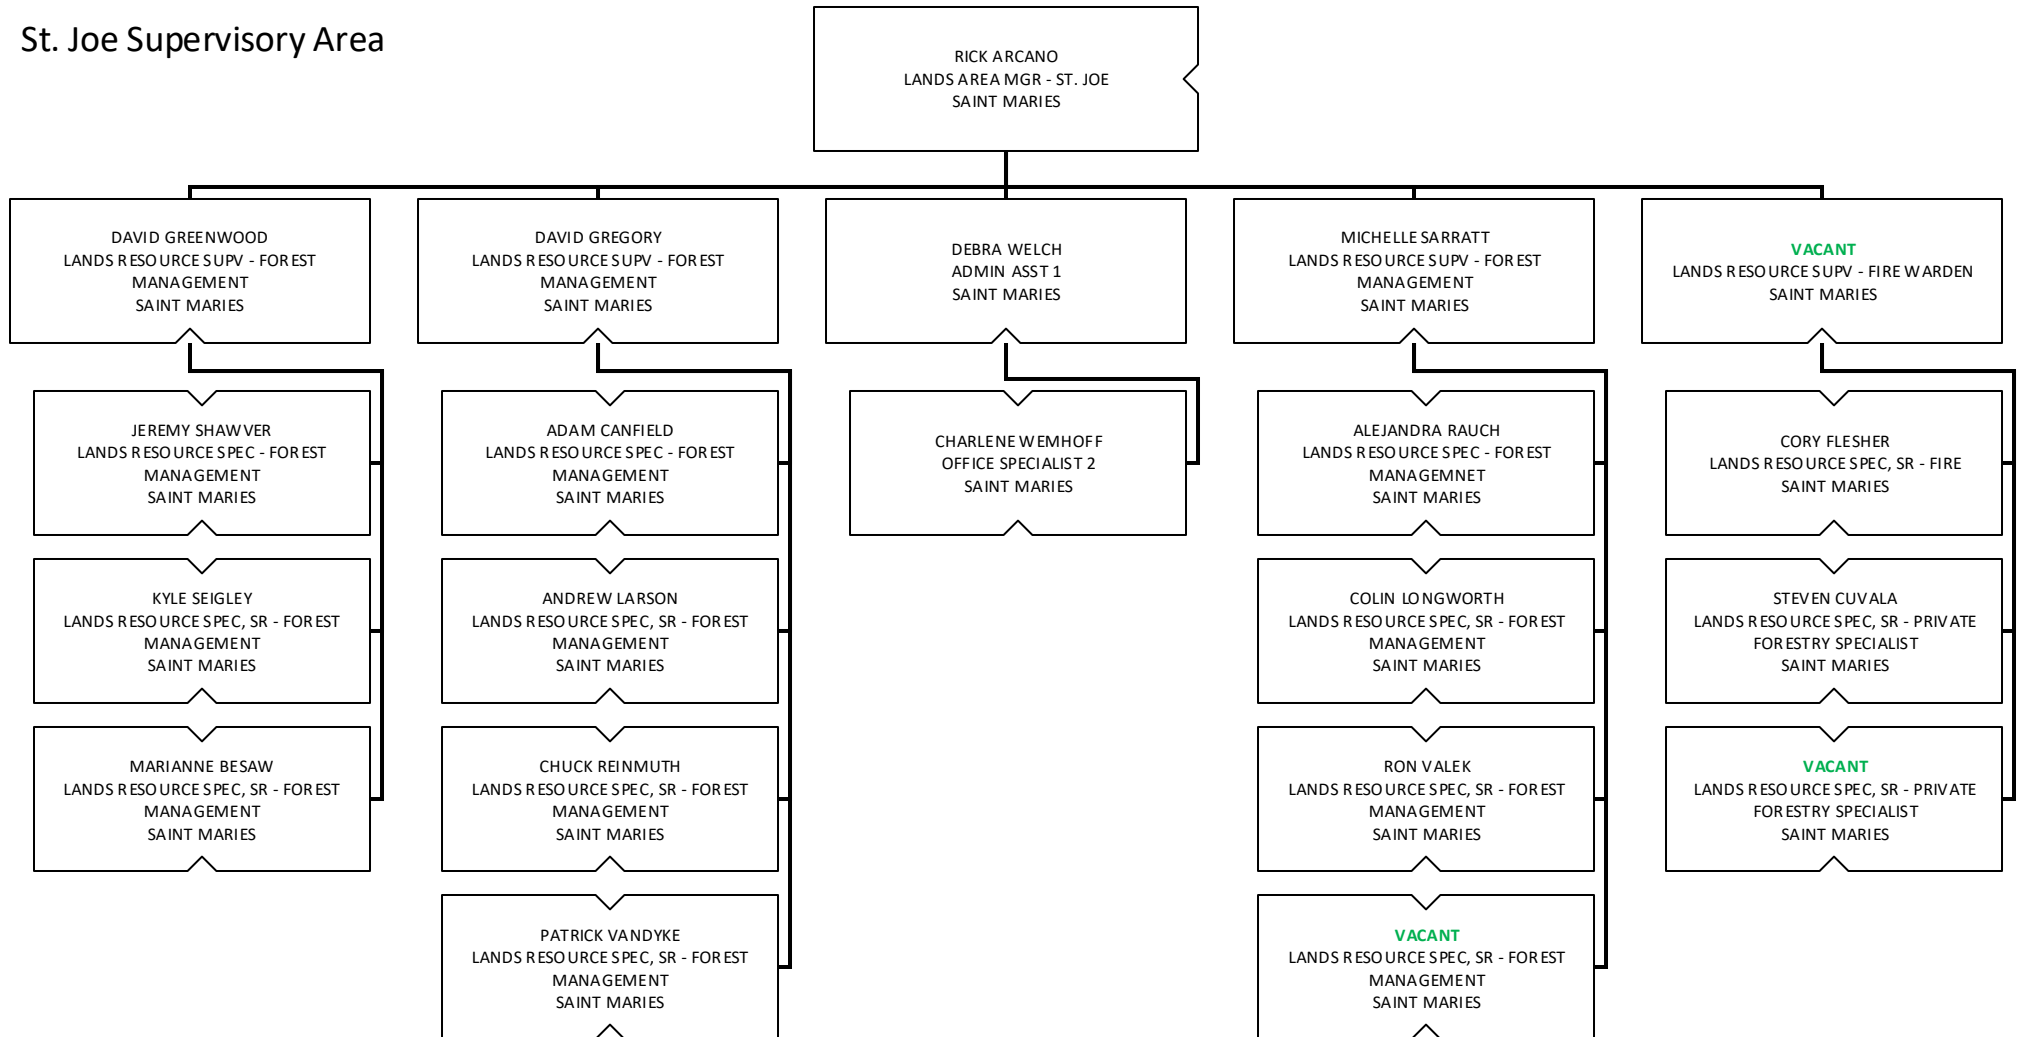 St. Joe Supervisory Area
RICK ARCANO
LANDS AREA MGR - ST. JOE
SAINT MARIES
DAVID GREENWOOD
LANDS RESOURCE SUPV - FOREST
MANAGEMENT
SAINT MARIES
DAVID GREGORY
LANDS RESOURCE SUPV - FOREST
MANAGEMENT
SAINT MARIES
DEBRA WELCH
ADMIN ASST 1
SAINT MARIES
MICHELLE SARRATT
LANDS RESOURCE SUPV - FOREST
MANAGEMENT
SAINT MARIES
VACANT
LANDS RESOURCE SUPV - FIRE WARDEN
SAINT MARIES
JEREMY SHAWVER
LANDS RESOURCE SPEC - FOREST
MANAGEMENT
SAINT MARIES
ADAM CANFIELD
LANDS RESOURCE SPEC - FOREST
MANAGEMENT
SAINT MARIES
CHARLENE WEMHOFF
OFFICE SPECIALIST 2
SAINT MARIES
ALEJANDRA RAUCH
LANDS RESOURCE SPEC - FOREST
MANAGEMNET
SAINT MARIES
CORY FLESHER
LANDS RESOURCE SPEC, SR - FIRE
SAINT MARIES
KYLE SEIGLEY
LANDS RESOURCE SPEC, SR - FOREST
MANAGEMENT
SAINT MARIES
ANDREW LARSON
LANDS RESOURCE SPEC, SR - FOREST
MANAGEMENT
SAINT MARIES
COLIN LONGWORTH
LANDS RESOURCE SPEC, SR - FOREST
MANAGEMENT
SAINT MARIES
STEVEN CUVALA
LANDS RESOURCE SPEC, SR - PRIVATE
FORESTRY SPECIALIST
SAINT MARIES
MARIANNE BESAW
LANDS RESOURCE SPEC, SR - FOREST
MANAGEMENT
SAINT MARIES
CHUCK REINMUTH
LANDS RESOURCE SPEC, SR - FOREST
MANAGEMENT
SAINT MARIES
RON VALEK
LANDS RESOURCE SPEC, SR - FOREST
MANAGEMENT
SAINT MARIES
VACANT
LANDS RESOURCE SPEC, SR - PRIVATE
FORESTRY SPECIALIST
SAINT MARIES
PATRICK VANDYKE
LANDS RESOURCE SPEC, SR - FOREST
MANAGEMENT
SAINT MARIES
VACANT
LANDS RESOURCE SPEC, SR - FOREST
MANAGEMENT
SAINT MARIES